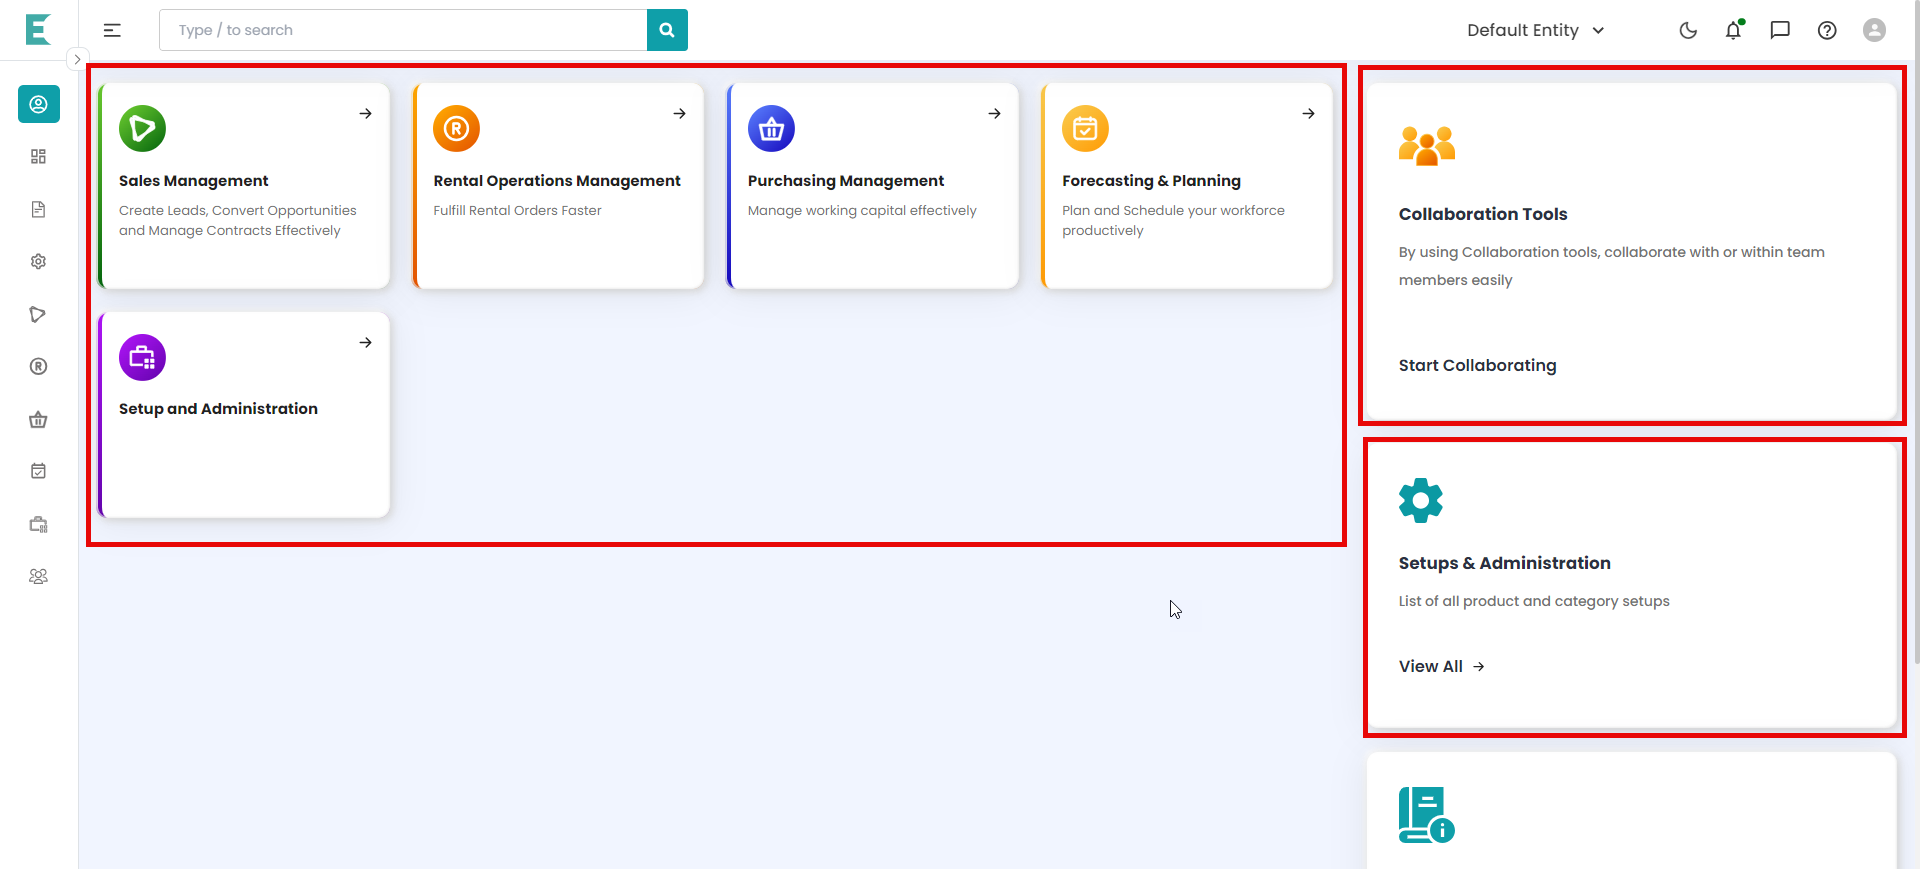 Type / to search
Default Entity
Sales Management
Create Leads, Convert Opportunities
and Manage Contracts Effectively
Rental Operations Management
Fulfill Rental Orders Faster
Purchasing Management
Manage working capital effectively
Forecasting & Planning
Plan and Schedule your workforce
productively
Setup and Administration
Collaboration Tools
By using Collaboration tools, collaborate with or within team
members easily
Start Collaborating
Setups & Administration
List of all product and category setups
View All